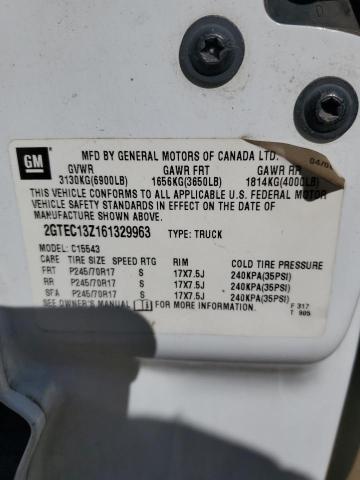 GM
MFD BY GENERAL MOTORS OF CANADA LTD.
04/0
GVWR GAWR FRT GAWR RR
3130KG(6900LB) 1656KG(3650LB) 1814KG(4000LB)
THIS VEHICLE CONFORMS TO ALL APPLICABLE U.S. FEDERAL MOTOR
VEHICLE SAFETY STANDARDS IN EFFECT ON THE DATE OF
MANUFACTURE SHOWN ABOVE.
2GTEC13Z161329963 TYPE: TRUCK
MODEL: C15543
CARE TIRE SIZE SPEED RTG RIM COLD TIRE PRESSURE
FRT P245/70R17 S 17X7.5J 240KPA(35PSI)
RR P245/70R17 S 17X7.5J 240KPA(35PSI)
SFA P245/70R17 S 17X7.5J 240KPA(35PSI)
SEE OWNER'S MANUAL FOR MORE INFORMATION
F 317
T 905